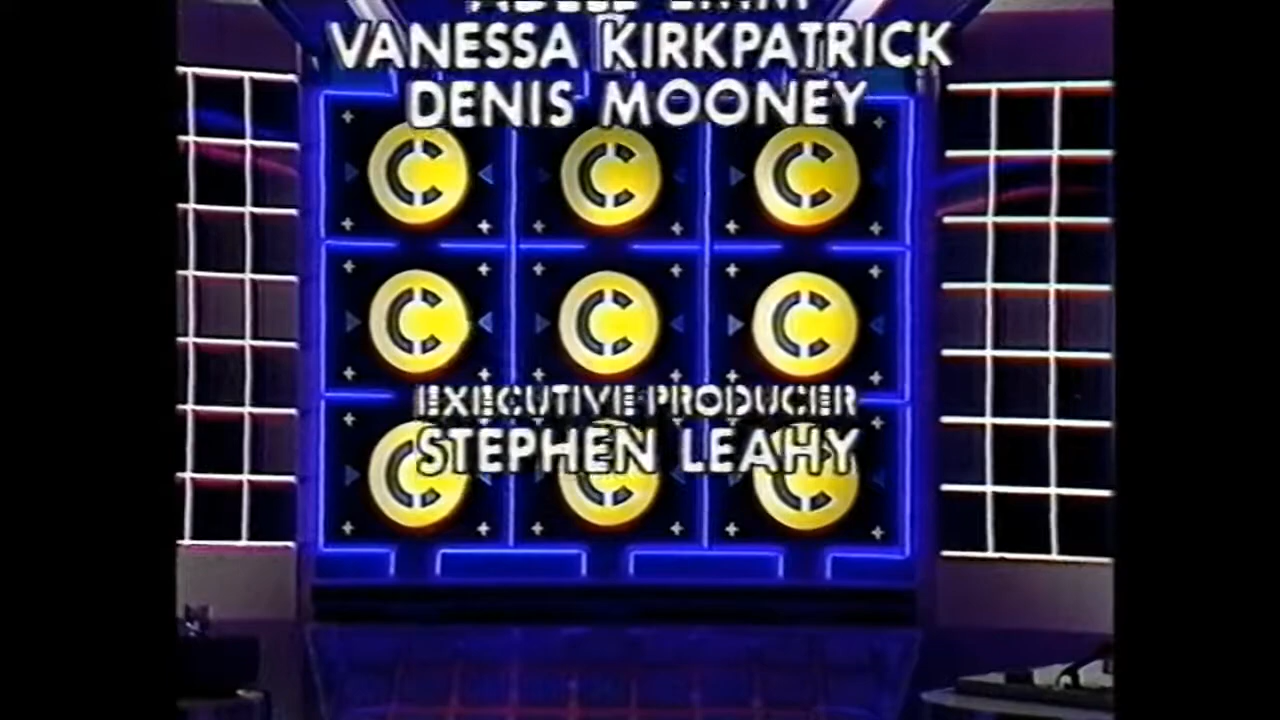 VANESSA KIRKPATRICK
DENIS MOONEY
C C C
C C C
EXECUTIVE PRODUCER
STEPHEN LEAHY
C C C